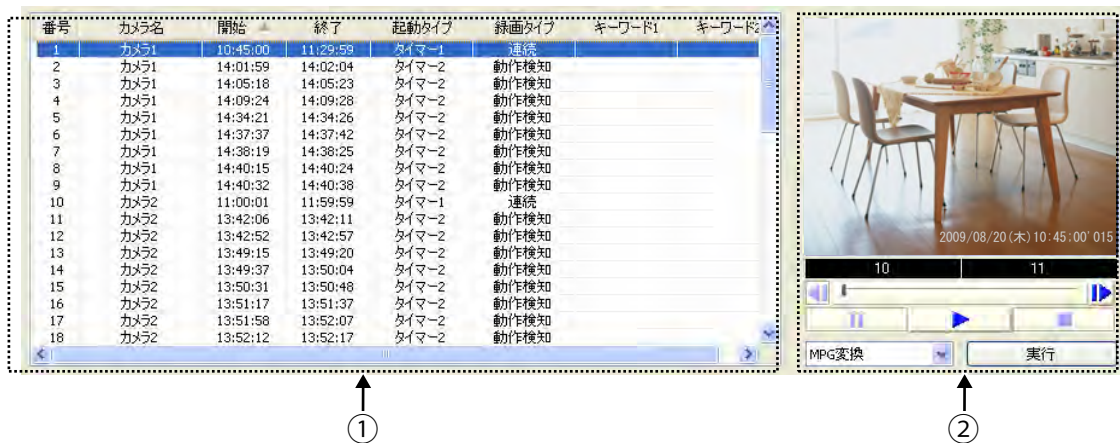 番号 カメラ名 開始 終了 起動タイプ 録画タイプ キーワード1 キーワード2
1 カメラ1 10:45:00 11:29:59 タイマー1 連続
2 カメラ1 14:01:59 14:02:04 タイマー2 動作検知
3 カメラ1 14:05:18 14:05:23 タイマー2 動作検知
4 カメラ1 14:09:24 14:09:28 タイマー2 動作検知
5 カメラ1 14:34:21 14:34:26 タイマー2 動作検知
6 カメラ1 14:37:37 14:37:42 タイマー2 動作検知
7 カメラ1 14:38:19 14:38:25 タイマー2 動作検知
8 カメラ1 14:40:15 14:40:24 タイマー2 動作検知
9 カメラ1 14:40:32 14:40:38 タイマー2 動作検知
10 カメラ2 11:00:01 11:59:59 タイマー1 連続
11 カメラ2 13:42:06 13:42:11 タイマー2 動作検知
12 カメラ2 13:42:52 13:42:57 タイマー2 動作検知
13 カメラ2 13:49:15 13:49:20 タイマー2 動作検知
14 カメラ2 13:49:37 13:50:04 タイマー2 動作検知
15 カメラ2 13:50:31 13:50:48 タイマー2 動作検知
16 カメラ2 13:51:17 13:51:37 タイマー2 動作検知
17 カメラ2 13:51:58 13:52:07 タイマー2 動作検知
18 カメラ2 13:52:12 13:52:17 タイマー2 動作検知
2009/08/20(木)10:45:00'015
10 11
MPG変換 実行
① ②